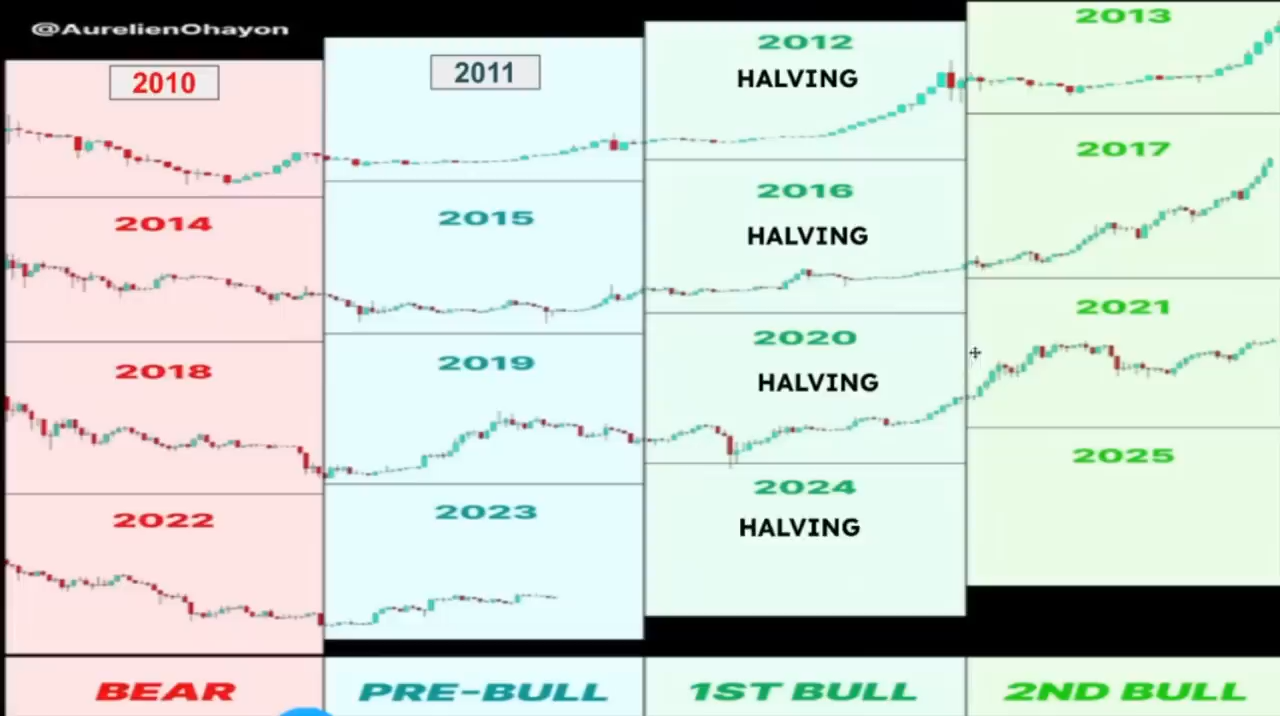 @AurelienOhayon
2010
2011
2012
HALVING
2013
2014
2015
2016
HALVING
2017
2018
2019
2020
HALVING
2021
2022
2023
2024
HALVING
2025
BEAR
PRE-BULL
1ST BULL
2ND BULL